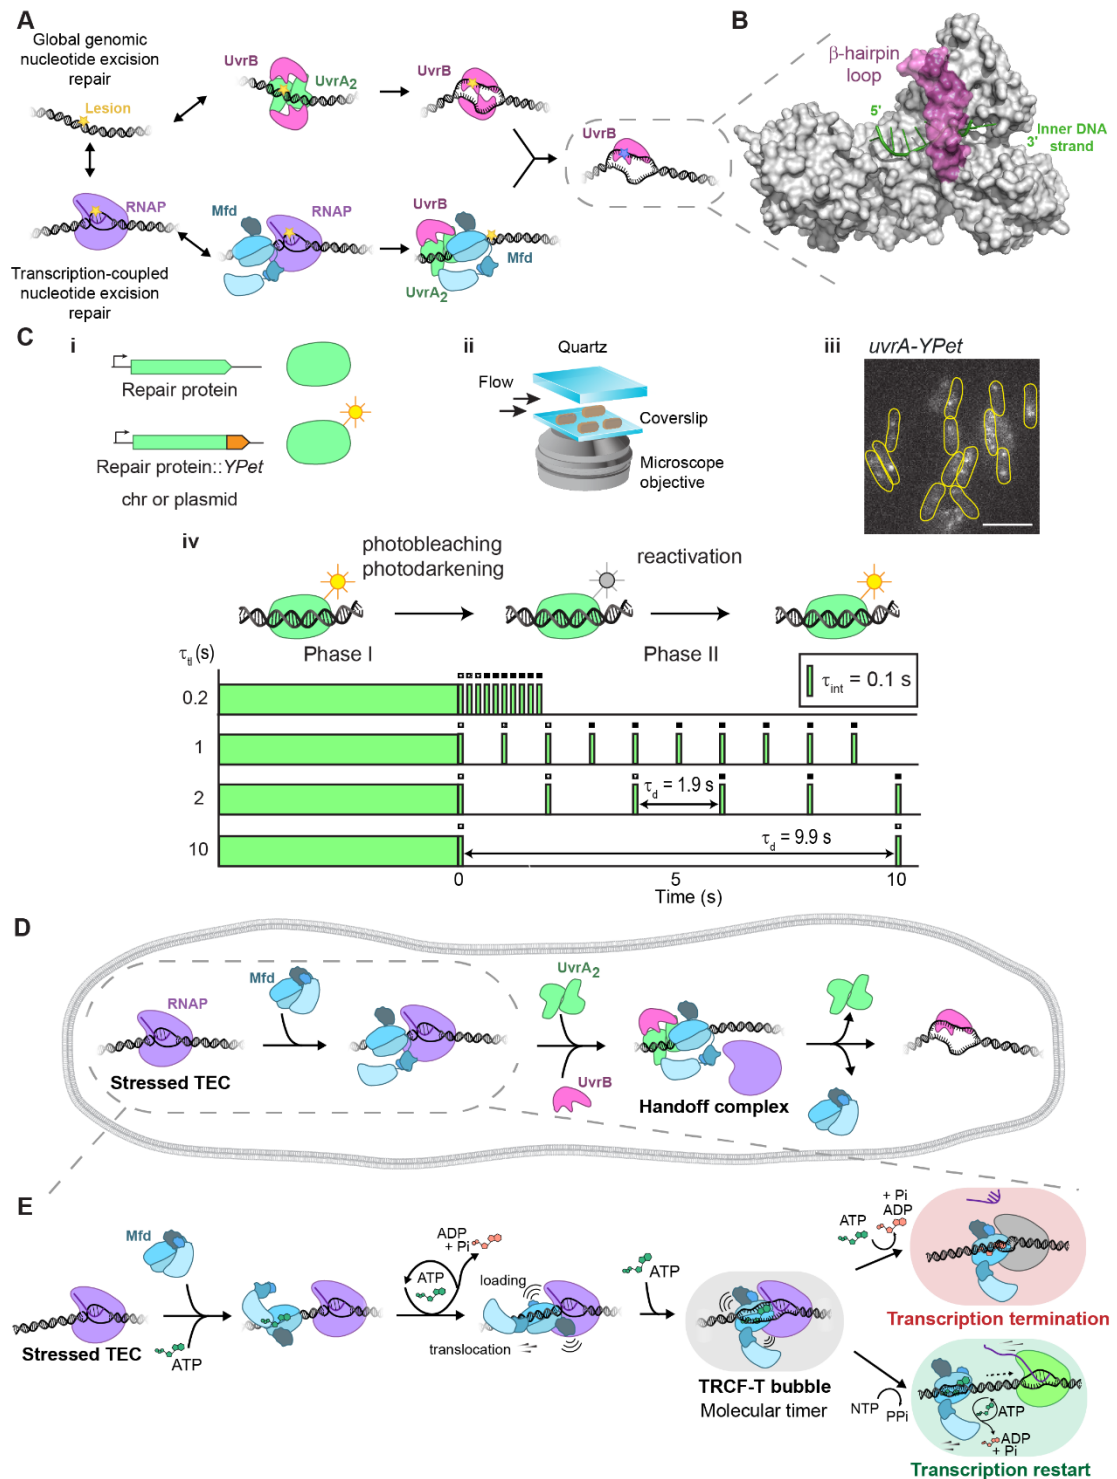 A
Global genomic
nucleotide excision
repair
Lesion
UvrB
UvrA2
UvrB
UvrB
RNAP
Mfd
RNAP
UvrB
Mfd
UvrA2
Transcription-coupled
nucleotide excision
repair
B
β-hairpin
loop
5'
3'
Inner DNA
strand
C
i
Repair protein
Repair protein::YPet
chr or plasmid
ii
Quartz
Flow
Coverslip
Microscope
objective
iii
uvrA-YPet
iv
photobleaching
photodarkening
reactivation
Phase I
Phase II
τtl (s)
τint = 0.1 s
0.2
1
2
τd = 1.9 s
10
τd = 9.9 s
0
5
10
Time (s)
D
RNAP
Mfd
Stressed TEC
UvrA2
UvrB
Handoff complex
E
Mfd
Stressed TEC
ATP
ADP
+ Pi
ATP
loading
translocation
ATP
TRCF-T bubble
Molecular timer
ATP
+ Pi
ADP
Transcription termination
NTP
PPi
ATP
ADP
+ Pi
Transcription restart